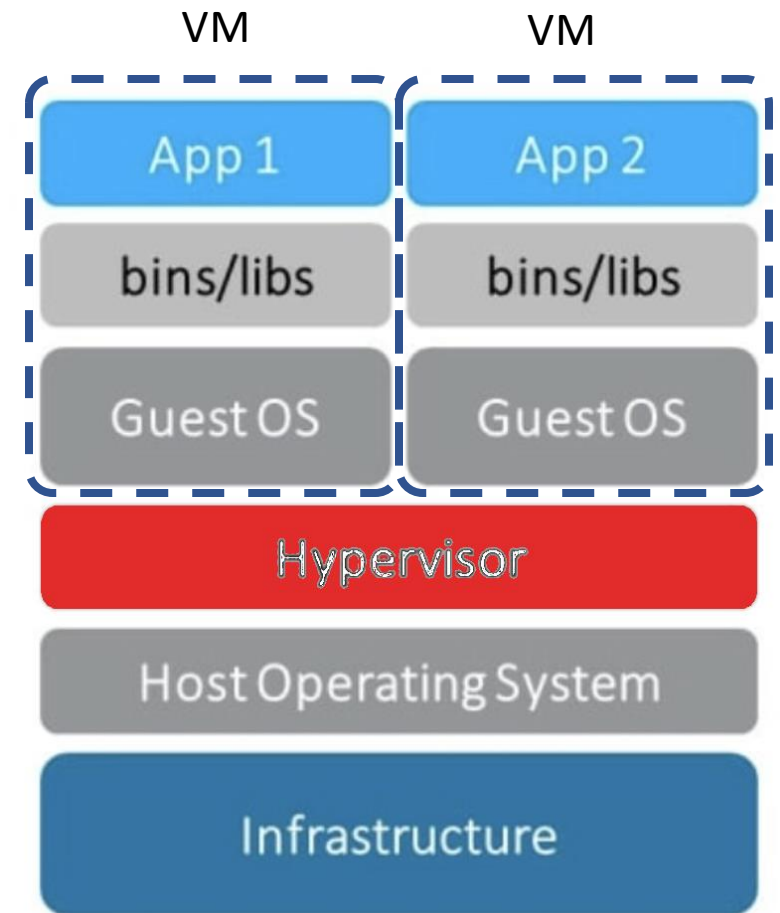 VM
VM
App 1
App 2
bins/libs
bins/libs
Guest OS
Guest OS
Hypervisor
Host Operating System
Infrastructure